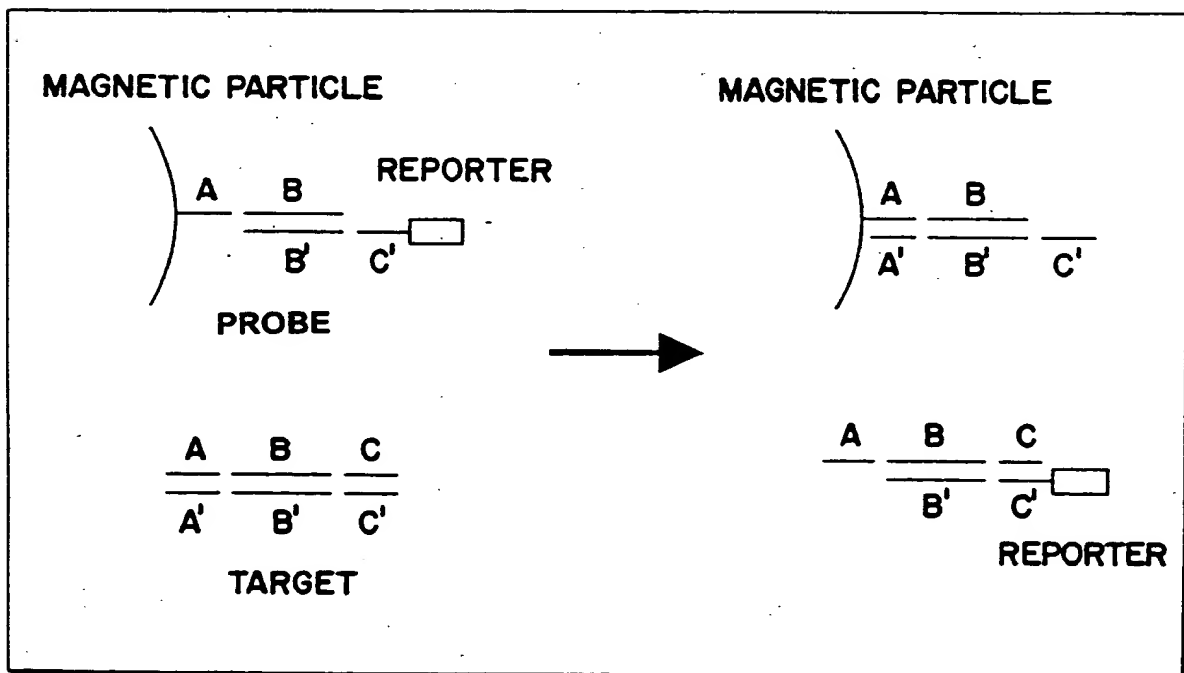 MAGNETIC PARTICLE
REPORTER
A B
B' C'
PROBE
A B C
A' B' C'
TARGET
MAGNETIC PARTICLE
A B
A' B' C'
A B C
B' C'
REPORTER